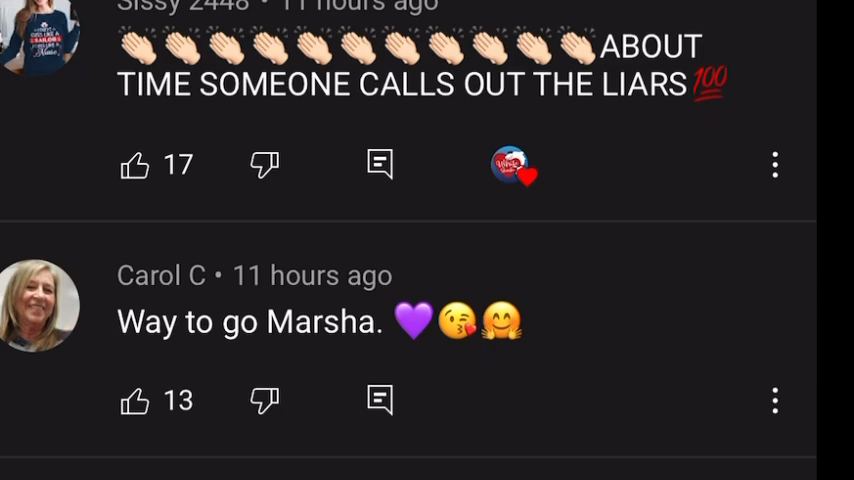 Sissy 2448 • 11 hours ago
👏🏻👏🏻👏🏻👏🏻👏🏻👏🏻👏🏻👏🏻👏🏻👏🏻👏🏻ABOUT
TIME SOMEONE CALLS OUT THE LIARS💯
17
Carol C • 11 hours ago
Way to go Marsha. 💜😘🤗
13